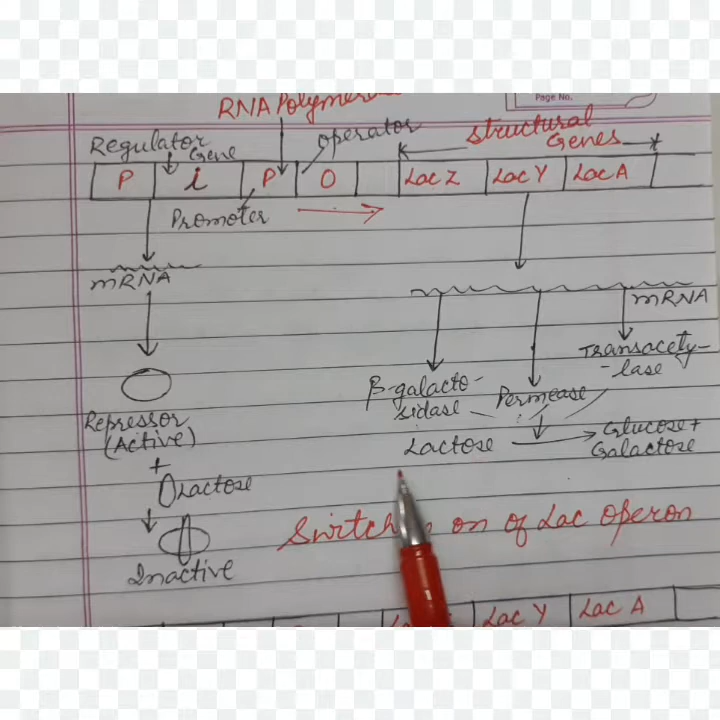 Page No.
RNA Polymer
Regulator Gene
operator
Structural Genes
P i P O Lac Z Lac Y Lac A
Promoter
mRNA
mRNA
Transacety-
-lase
β-galacto-
sidase
Permease
Repressor
(Active)
Lactose
Glucose+
Galactose
+
Lactose
Inactive
Switch on of Lac operon
Lac Y Lac A